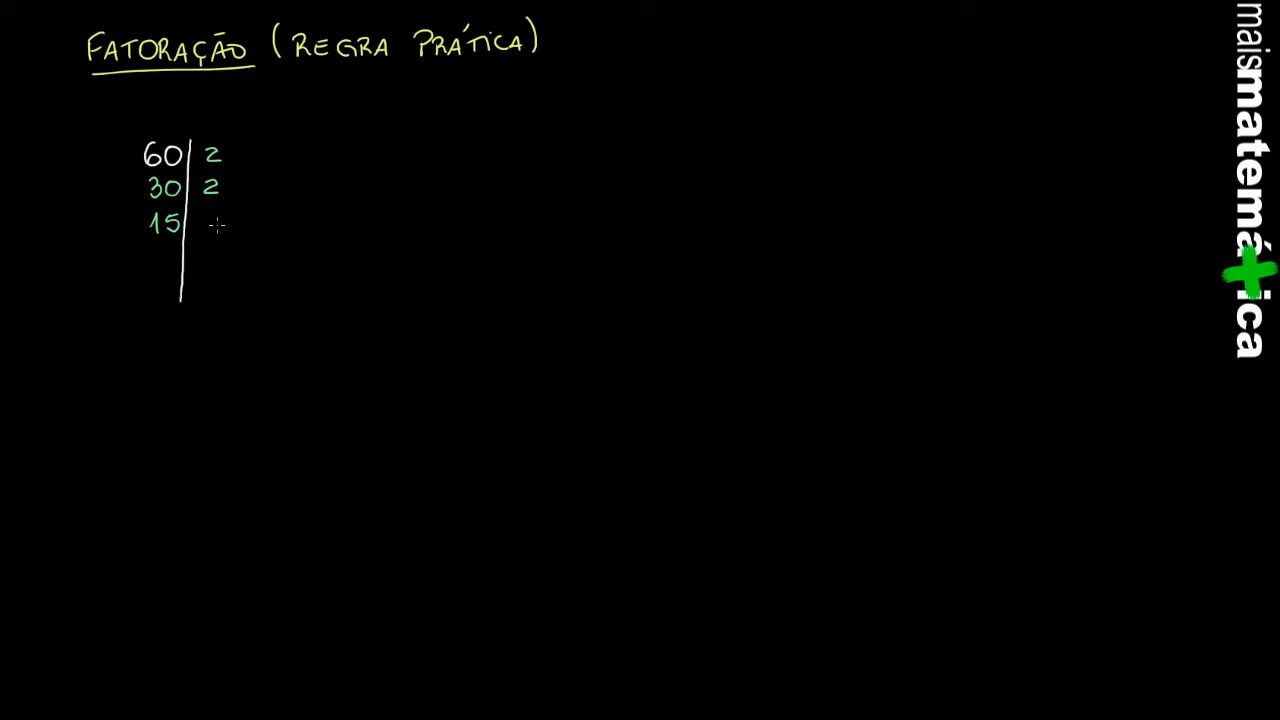 FATORAÇÃO (REGRA PRÁTICA)
60 | 2
30 | 2
15 |
maismatemática